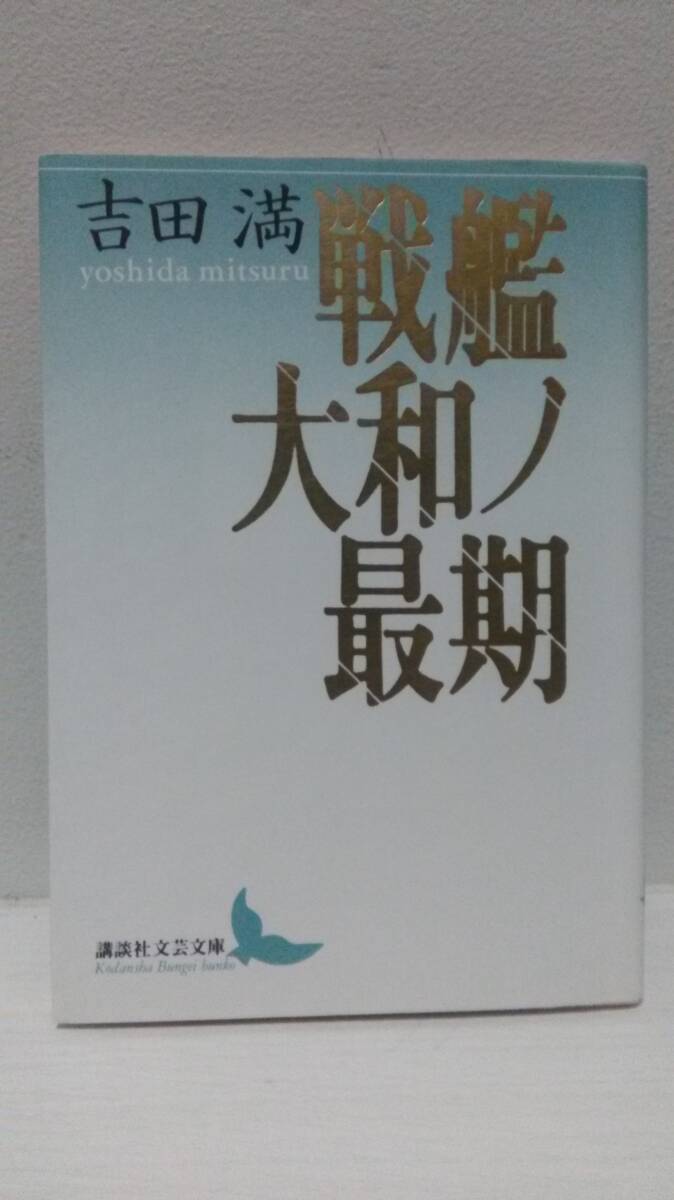 吉田 満
yoshida mitsuru
戦艦
大和ノ
最期
講談社文芸文庫
Kodansha Bungei bunko